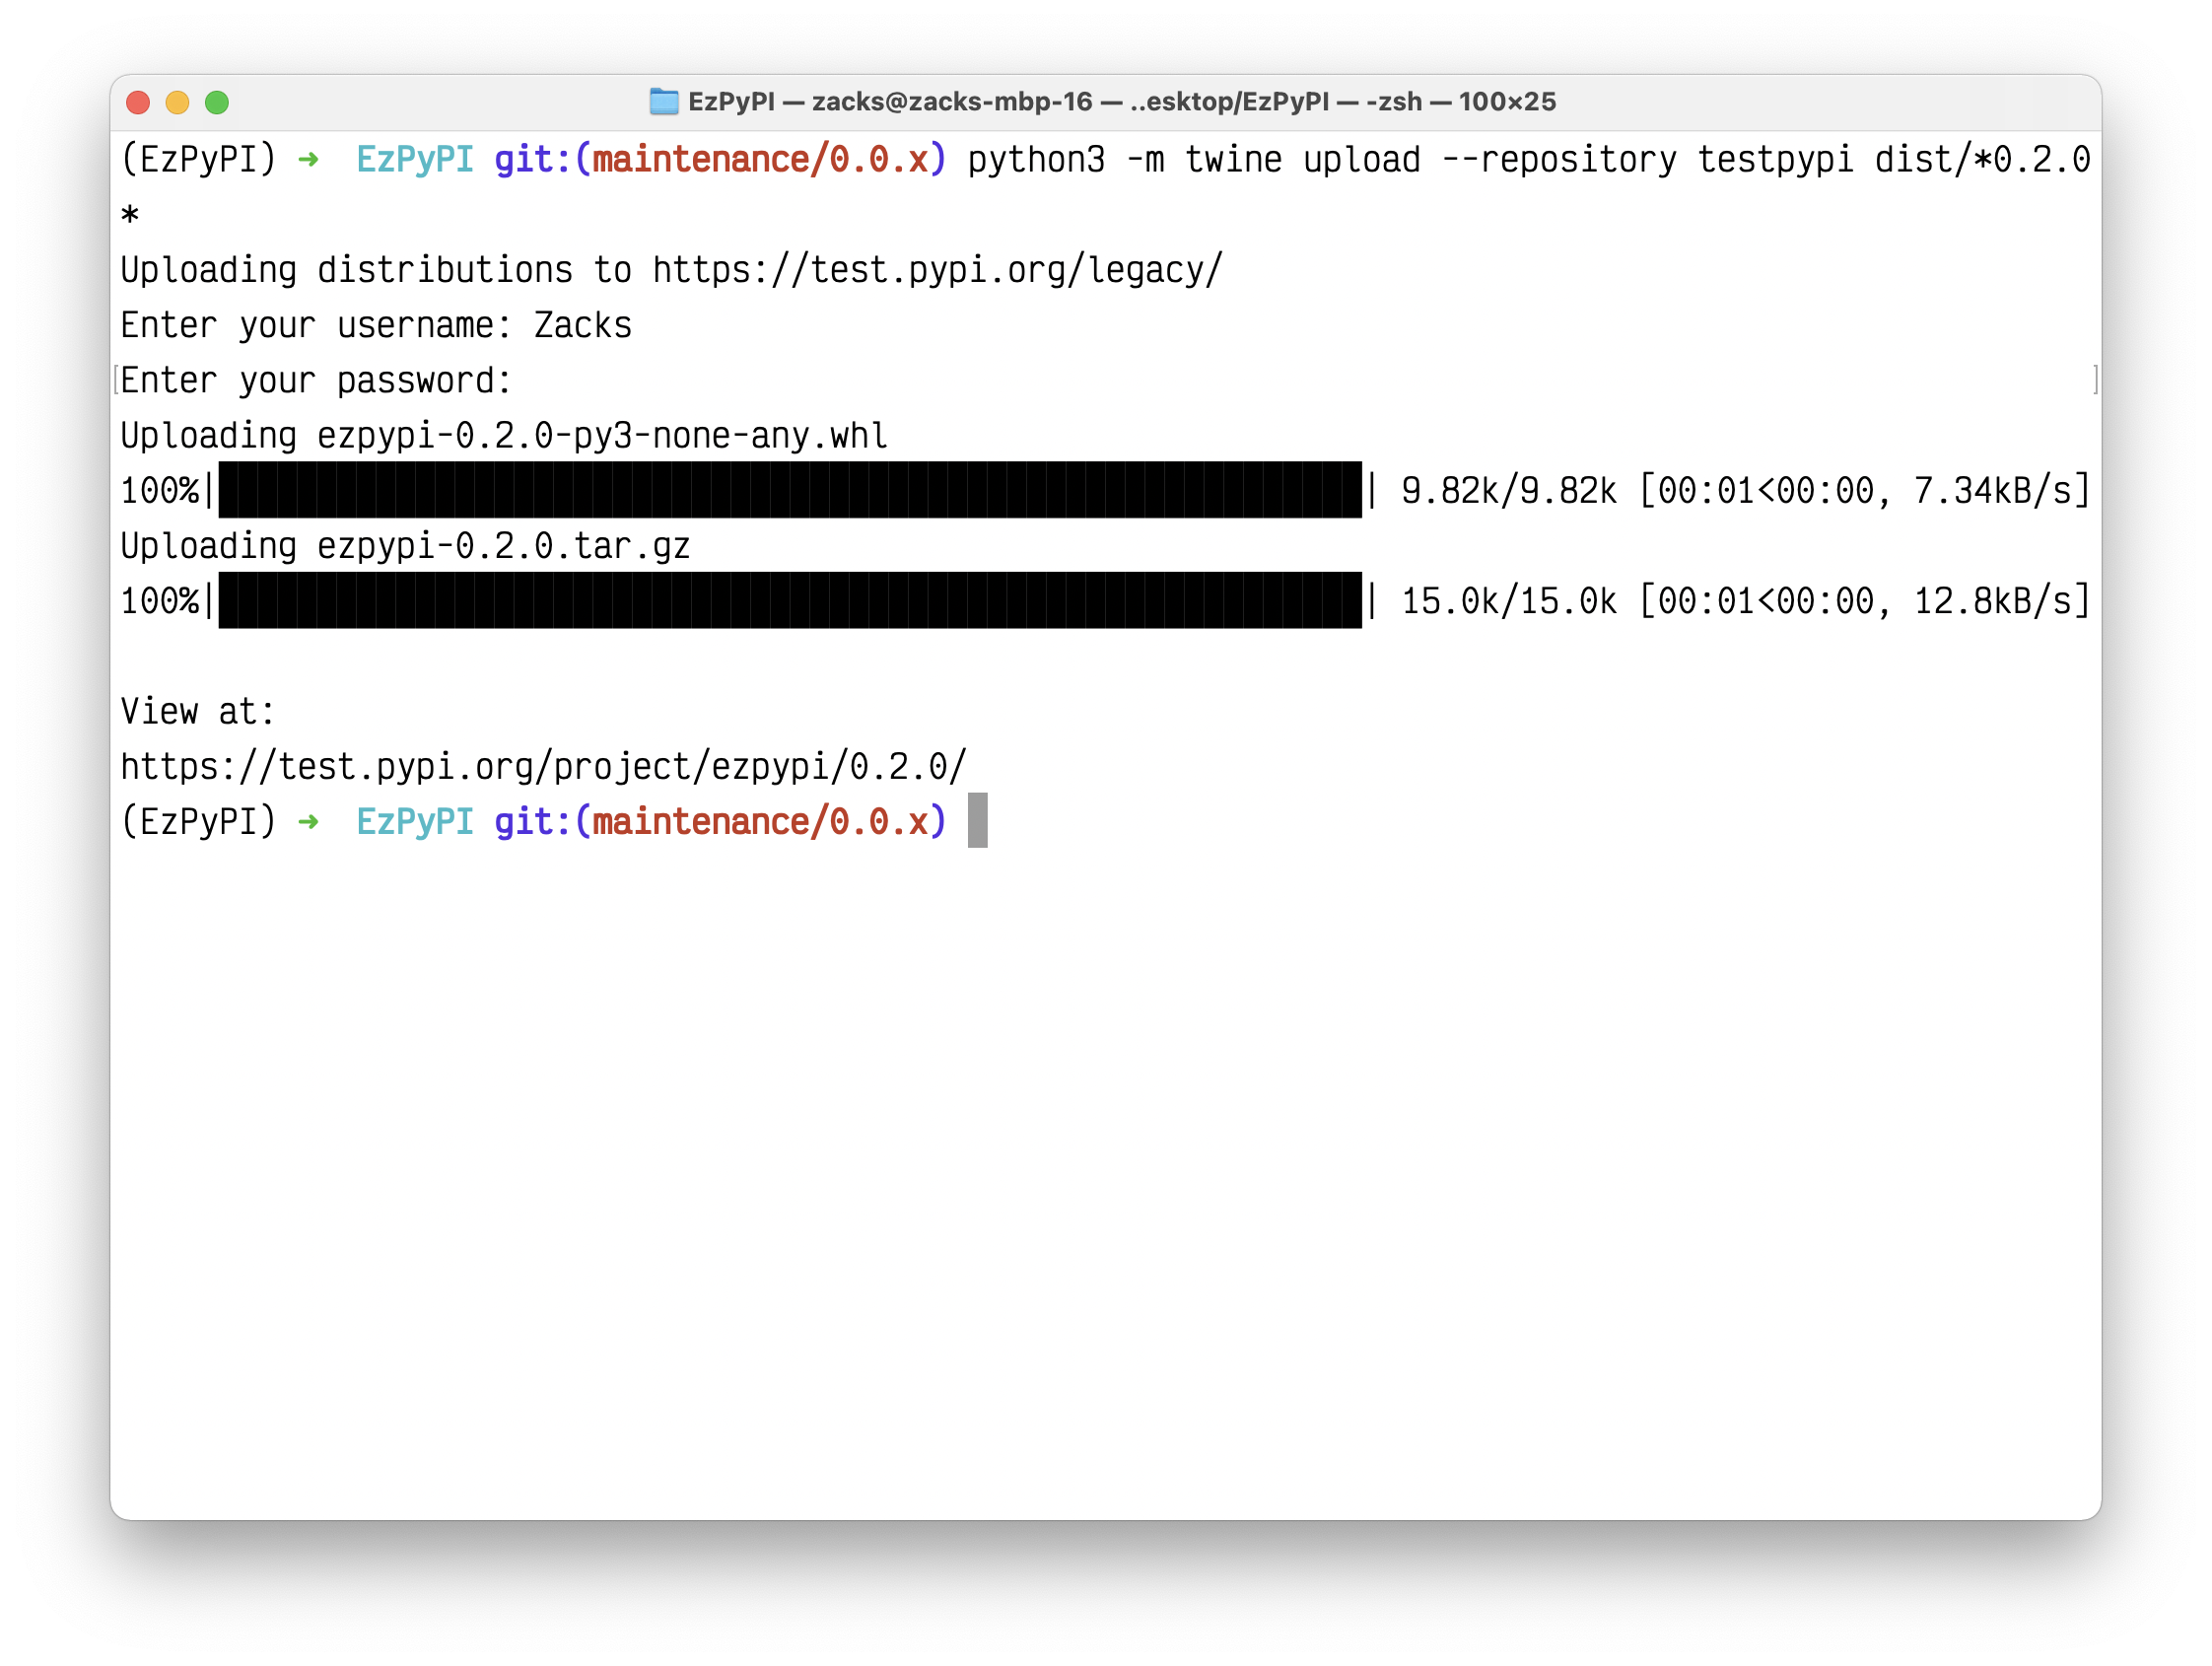 EzPyPI — zacks@zacks-mbp-16 — ..esktop/EzPyPI — -zsh — 100×25
(EzPyPI) ➜  EzPyPI git:(maintenance/0.0.x) python3 -m twine upload --repository testpypi dist/*0.2.0
*
Uploading distributions to https://test.pypi.org/legacy/
Enter your username: Zacks
[Enter your password: ]
Uploading ezpypi-0.2.0-py3-none-any.whl
100%|██████████████████████████████████████████████████████████| 9.82k/9.82k [00:01<00:00, 7.34kB/s]
Uploading ezpypi-0.2.0.tar.gz
100%|██████████████████████████████████████████████████████████| 15.0k/15.0k [00:01<00:00, 12.8kB/s]
View at:
https://test.pypi.org/project/ezpypi/0.2.0/
(EzPyPI) ➜  EzPyPI git:(maintenance/0.0.x)